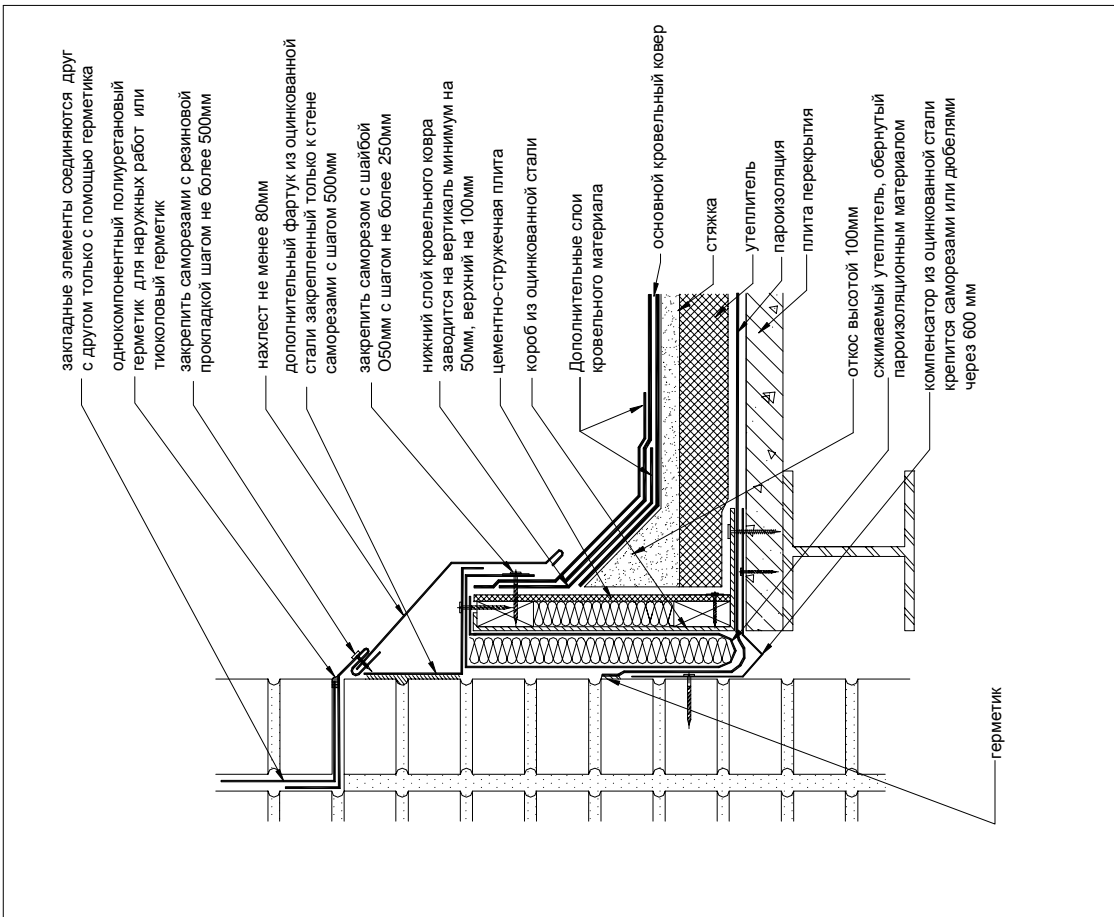 закладные элементы соединяются друг
с другом только с помощью герметика
однокомпонентный полиуретановый
герметик для наружных работ или
тиоколовый герметик
закрепить саморезами с резиновой
прокладкой шагом не более 500мм
нахлест не менее 80мм
дополнительный фартук из оцинкованной
стали закрепленный только к стене
саморезами с шагом 500мм
закрепить саморезом с шайбой
О50мм с шагом не более 250мм
нижний слой кровельного ковра
заводится на вертикаль минимум на
50мм, верхний на 100мм
цементно-стружечная плита
короб из оцинкованной стали
Дополнительные слои
кровельного материала
основной кровельный ковер
стяжка
утеплитель
пароизоляция
плита перекрытия
откос высотой 100мм
сжимаемый утеплитель, обернутый
пароизоляционным материалом
компенсатор из оцинкованной стали
крепится саморезами или дюбелями
через 600 мм
герметик